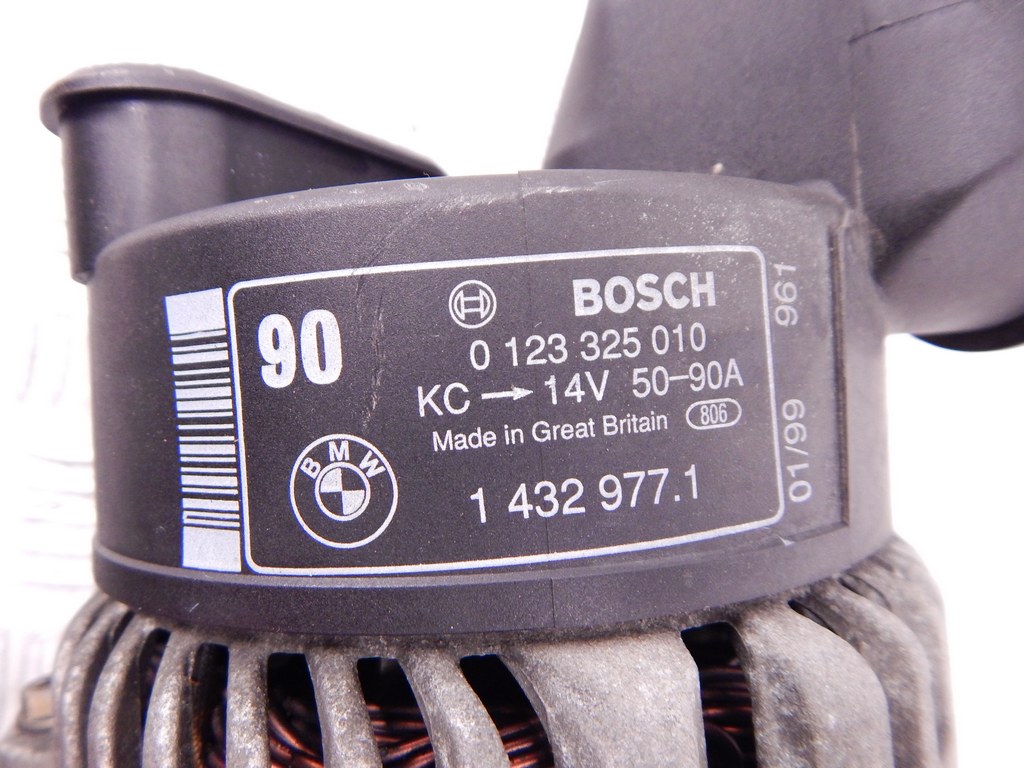 90
BOSCH
0 123 325 010
KC → 14V 50-90A
Made in Great Britain 806
BMW
1 432 977.1
961
01/99